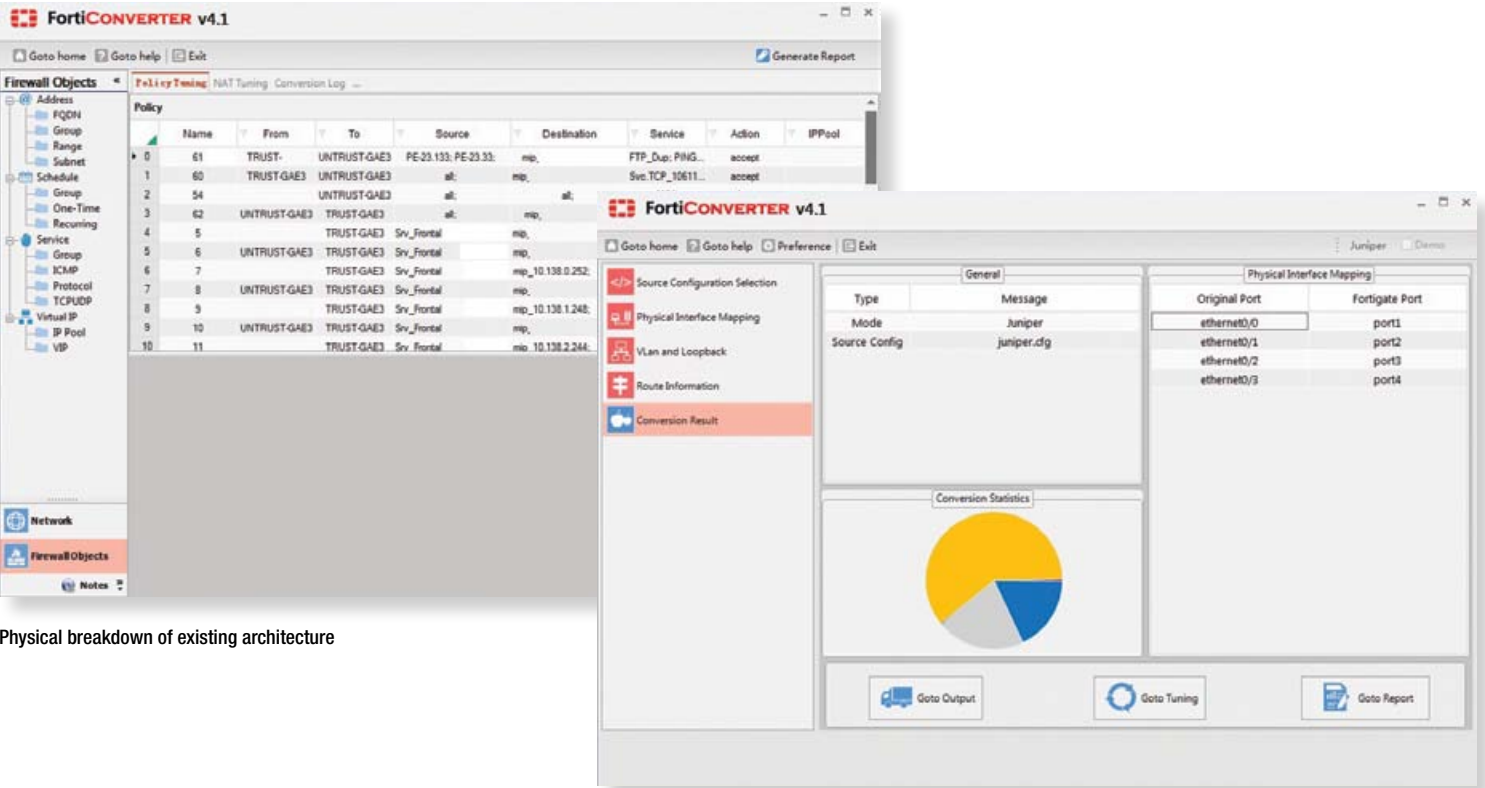 FortiCONVERTER v4.1
Goto home Goto help Exit Generate Report
Firewall Objects
Address
FQDN
Group
Range
Subnet
Schedule
Group
One-Time
Recurring
Service
Group
ICMP
Protocol
TCPUDP
Virtual IP
IP Pool
VIP
Network
FirewallObjects
Notes
PolicyTuning NAT Tuning Conversion Log ...
Policy
Name From To Source Destination Service Action IPPool
0 61 TRUST- UNTRUST-GAE3 PE-23.133; PE-23.33; mip, FTP_Dup; PING... accept
1 60 TRUST-GAE3 UNTRUST-GAE3 all; mip, Svc.TCP_10611... accept
2 54 UNTRUST-GAE3 all; all;
3 62 UNTRUST-GAE3 TRUST-GAE3 all; mip,
4 5 TRUST-GAE3 Srv_Frontal mip,
5 6 UNTRUST-GAE3 TRUST-GAE3 Srv_Frontal mip,
6 7 TRUST-GAE3 Srv_Frontal mip_10.138.0.252;
7 8 UNTRUST-GAE3 TRUST-GAE3 Srv_Frontal mip,
8 9 TRUST-GAE3 Srv_Frontal mip_10.138.1.248;
9 10 UNTRUST-GAE3 TRUST-GAE3 Srv_Frontal mip,
10 11 TRUST-GAE3 Srv_Frontal mip_10.138.2.244;
Physical breakdown of existing architecture
FortiCONVERTER v4.1
Goto home Goto help Preference Exit Juniper Demo
Source Configuration Selection
Physical Interface Mapping
VLan and Loopback
Route Information
Conversion Result
General
Type Message
Mode Juniper
Source Config juniper.cfg
Physical Interface Mapping
Original Port Fortigate Port
ethernet0/0 port1
ethernet0/1 port2
ethernet0/2 port3
ethernet0/3 port4
Conversion Statistics
Goto Output Goto Tuning Goto Report